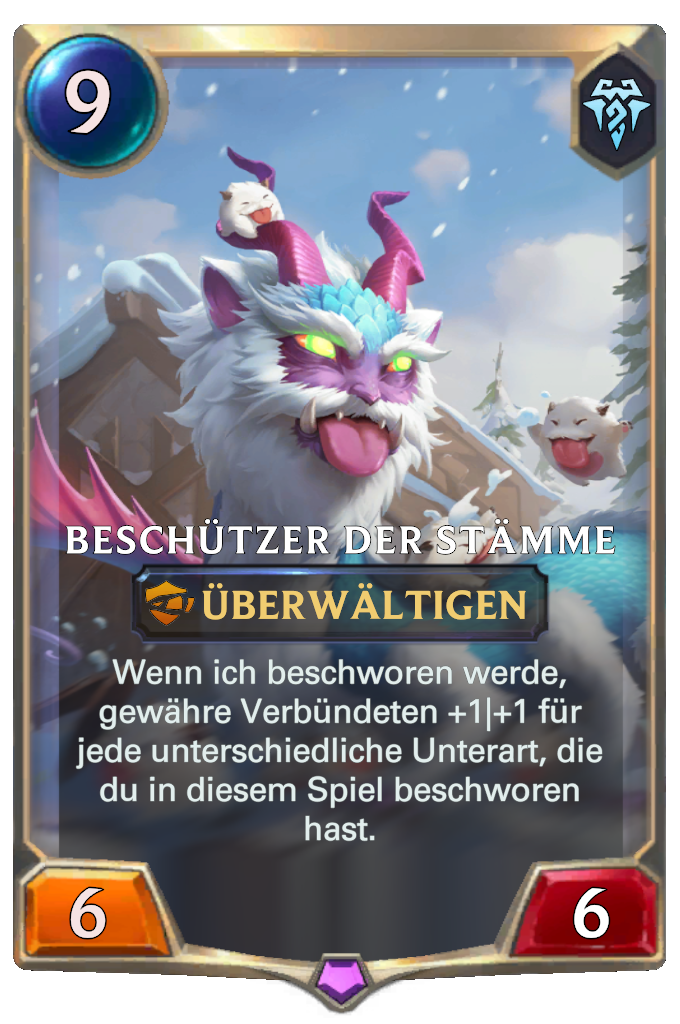 9
BESCHÜTZER DER STÄMME
ÜBERWÄLTIGEN
Wenn ich beschworen werde,
gewähre Verbündeten +1|+1 für
jede unterschiedliche Unterart, die
du in diesem Spiel beschworen
hast.
6
6